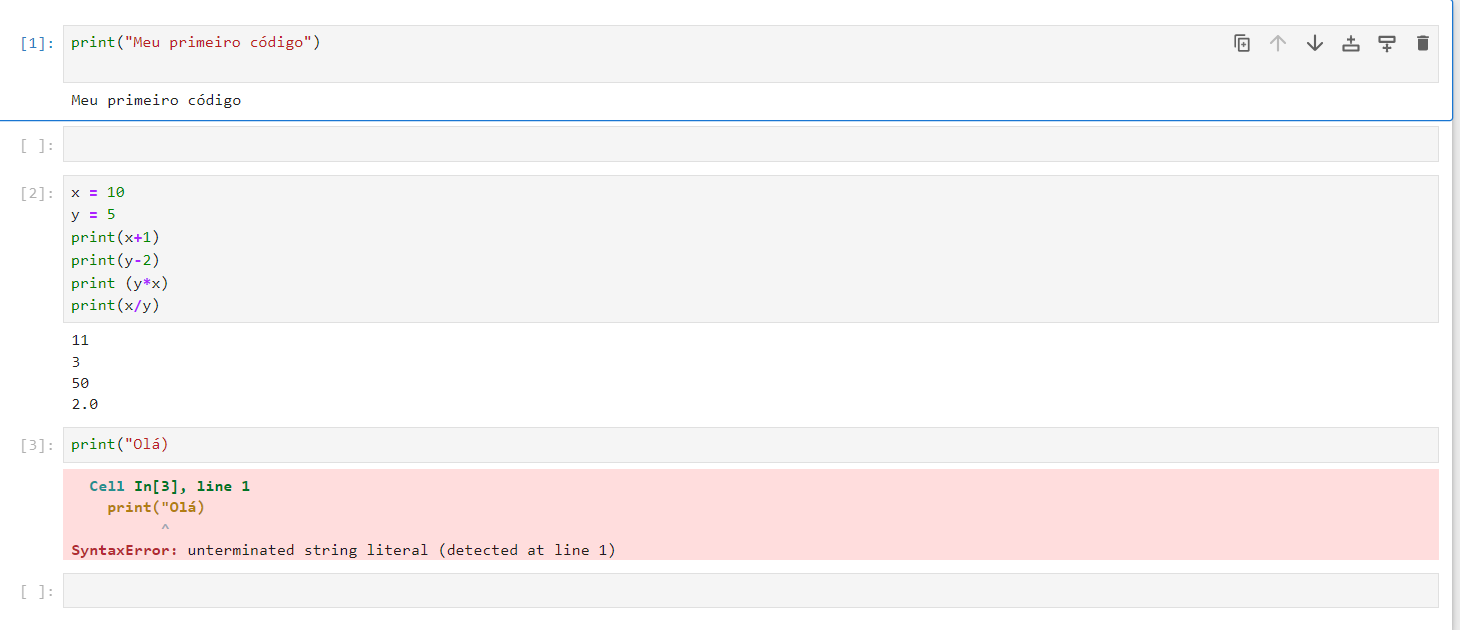 [1]: print("Meu primeiro código")
Meu primeiro código
[ ]:
[2]: x = 10
y = 5
print(x+1)
print(y-2)
print (y*x)
print(x/y)
11
3
50
2.0
[3]: print("Olá)
Cell In[3], line 1
print("Olá)
^
SyntaxError: unterminated string literal (detected at line 1)
[ ]: